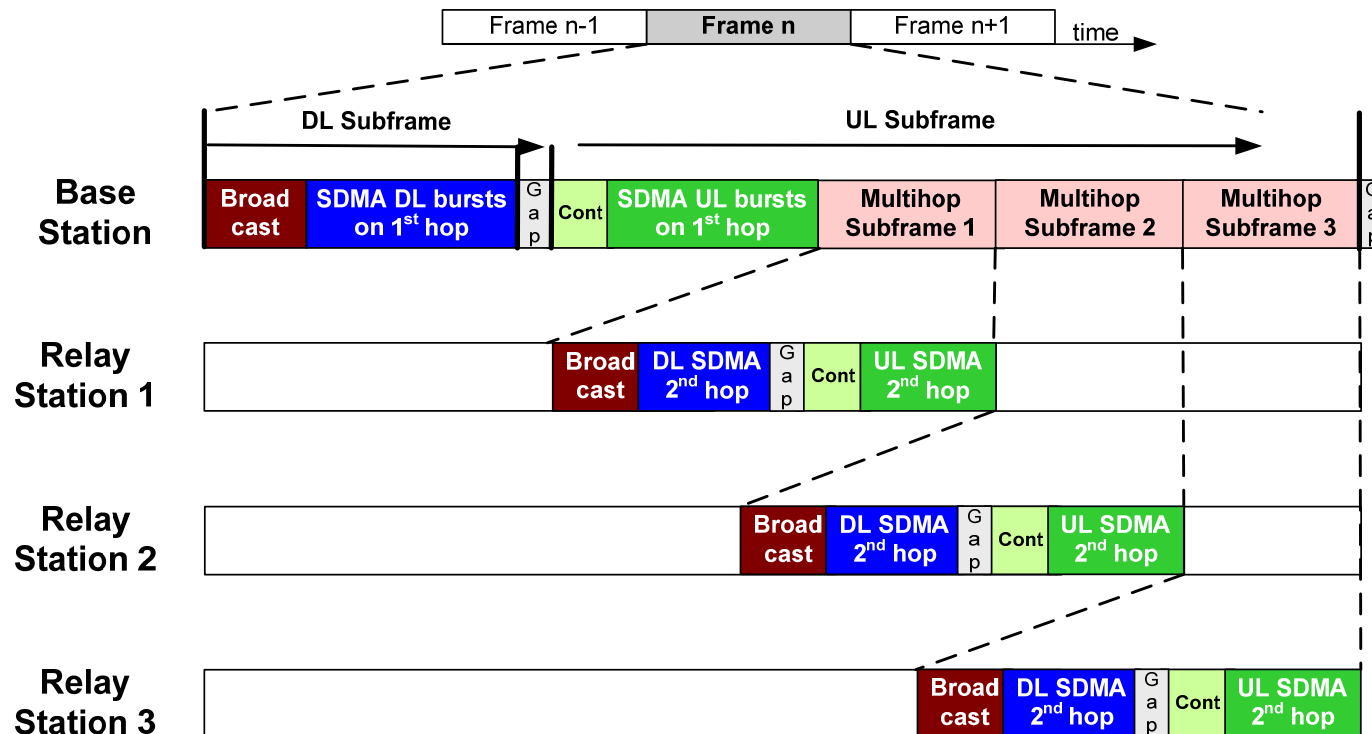 Frame n-1
Frame n
Frame n+1
time
DL Subframe
UL Subframe
Base
Station
Broad
cast
SDMA DL bursts
on 1st hop
G
a
p
Cont
SDMA UL bursts
on 1st hop
Multihop
Subframe 1
Multihop
Subframe 2
Multihop
Subframe 3
G
a
p
Relay
Station 1
Broad
cast
DL SDMA
2nd hop
G
a
p
Cont
UL SDMA
2nd hop
Relay
Station 2
Broad
cast
DL SDMA
2nd hop
G
a
p
Cont
UL SDMA
2nd hop
Relay
Station 3
Broad
cast
DL SDMA
2nd hop
G
a
p
Cont
UL SDMA
2nd hop